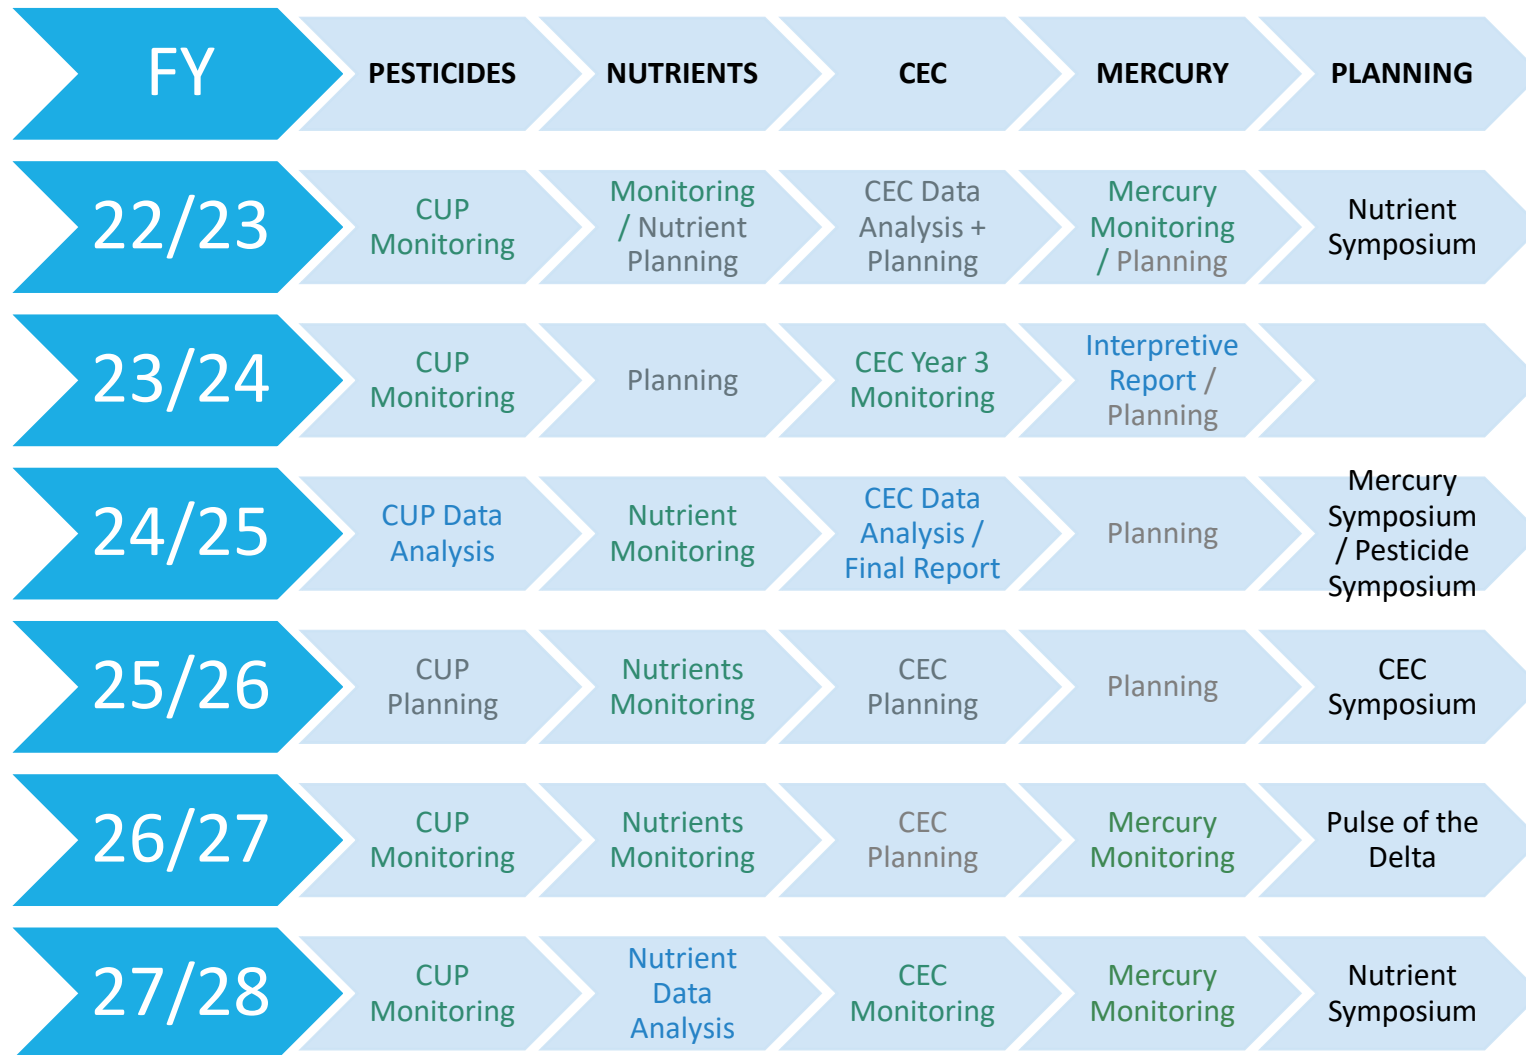 FY
PESTICIDES
NUTRIENTS
CEC
MERCURY
PLANNING
22/23
CUP
Monitoring
Monitoring
/ Nutrient
Planning
CEC Data
Analysis +
Planning
Mercury
Monitoring
/ Planning
Nutrient
Symposium
23/24
CUP
Monitoring
Planning
CEC Year 3
Monitoring
Interpretive
Report /
Planning
24/25
CUP Data
Analysis
Nutrient
Monitoring
CEC Data
Analysis /
Final Report
Planning
Mercury
Symposium
/ Pesticide
Symposium
25/26
CUP
Planning
Nutrients
Monitoring
CEC
Planning
Planning
CEC
Symposium
26/27
CUP
Monitoring
Nutrients
Monitoring
CEC
Planning
Mercury
Monitoring
Pulse of the
Delta
27/28
CUP
Monitoring
Nutrient
Data
Analysis
CEC
Monitoring
Mercury
Monitoring
Nutrient
Symposium